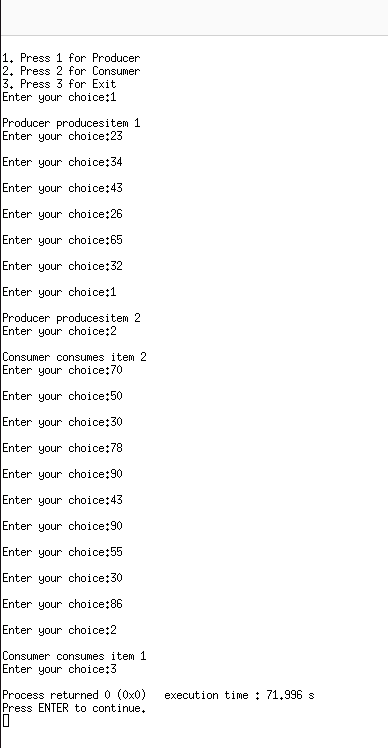 1. Press 1 for Producer
2. Press 2 for Consumer
3. Press 3 for Exit
Enter your choice:1
Producer producesitem 1
Enter your choice:23
Enter your choice:34
Enter your choice:43
Enter your choice:26
Enter your choice:65
Enter your choice:32
Enter your choice:1
Producer producesitem 2
Enter your choice:2
Consumer consumes item 2
Enter your choice:70
Enter your choice:50
Enter your choice:30
Enter your choice:78
Enter your choice:90
Enter your choice:43
Enter your choice:90
Enter your choice:55
Enter your choice:30
Enter your choice:86
Enter your choice:2
Consumer consumes item 1
Enter your choice:3
Process returned 0 (0x0)   execution time : 71.996 s
Press ENTER to continue.